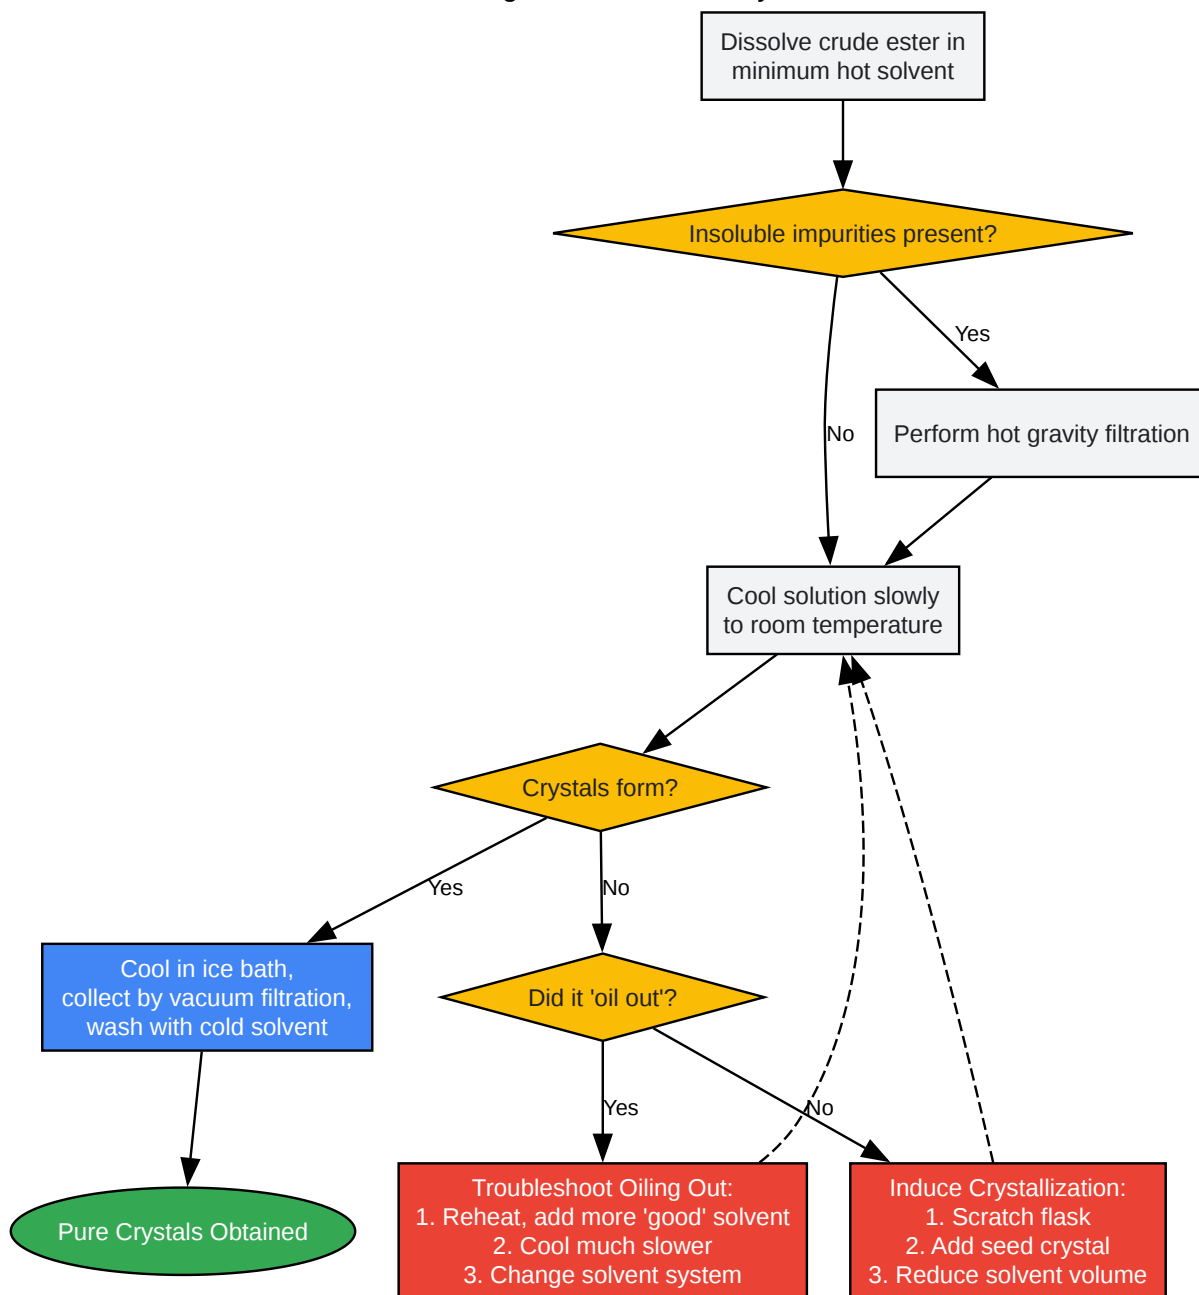 Dissolve crude ester in
minimum hot solvent
Insoluble impurities present?
Yes
Perform hot gravity filtration
No
Cool solution slowly
to room temperature
Crystals form?
Yes
No
Cool in ice bath,
collect by vacuum filtration,
wash with cold solvent
Did it 'oil out'?
Yes
No
Pure Crystals Obtained
Troubleshoot Oiling Out:
1. Reheat, add more 'good' solvent
2. Cool much slower
3. Change solvent system
Induce Crystallization:
1. Scratch flask
2. Add seed crystal
3. Reduce solvent volume